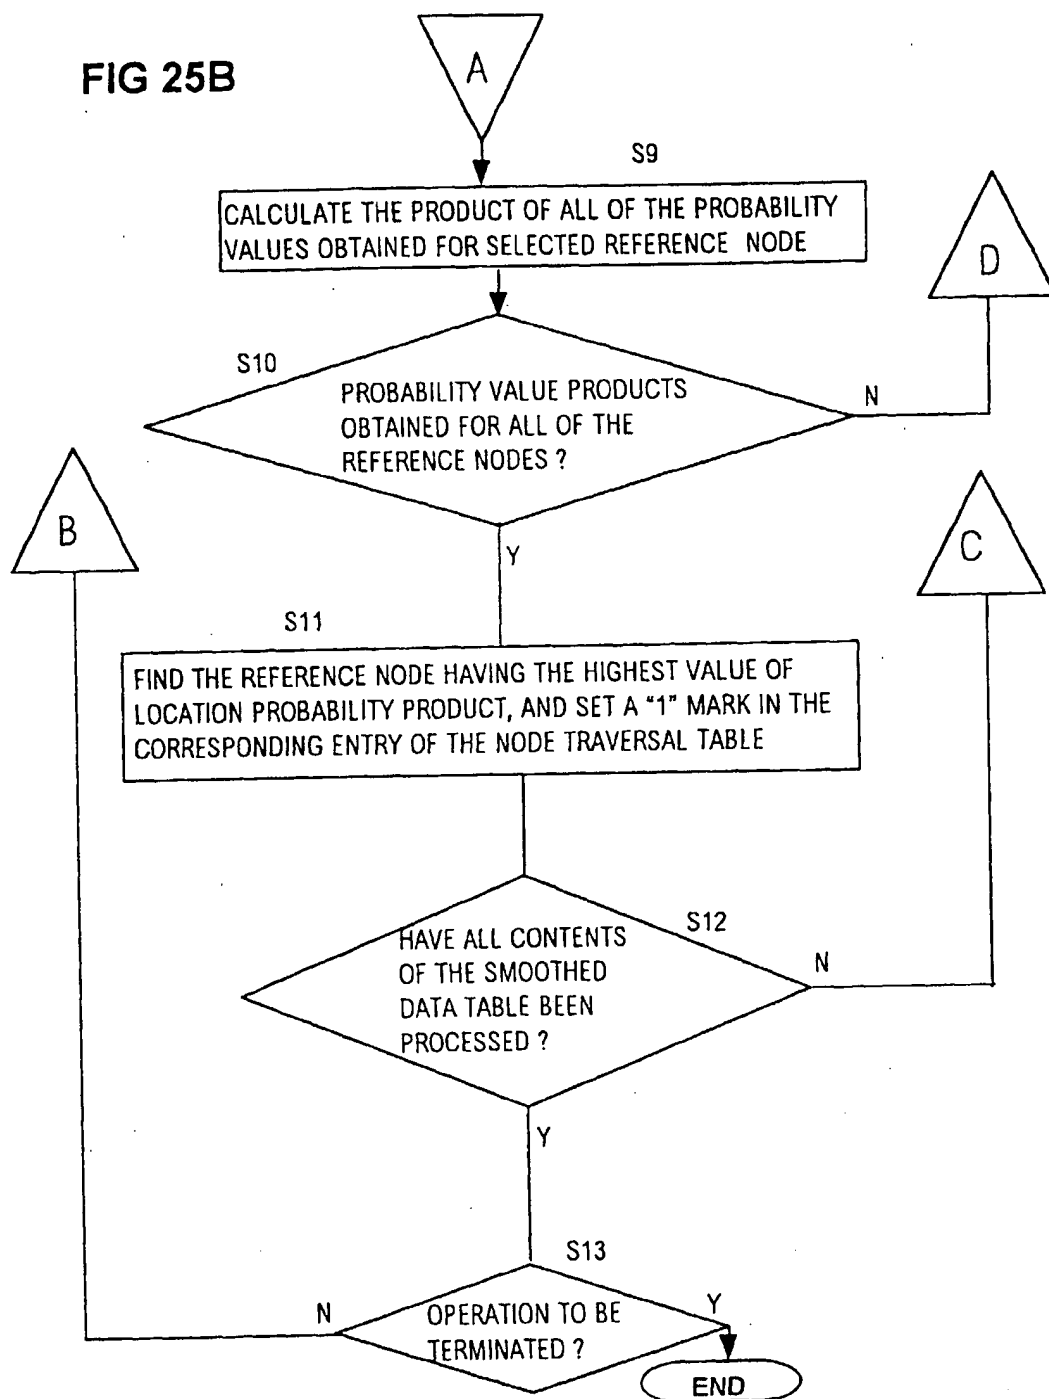 FIG 25B
A
S9
CALCULATE THE PRODUCT OF ALL OF THE PROBABILITY
VALUES OBTAINED FOR SELECTED REFERENCE NODE
D
S10
PROBABILITY VALUE PRODUCTS
OBTAINED FOR ALL OF THE
REFERENCE NODES ?
N
B
Y
C
S11
FIND THE REFERENCE NODE HAVING THE HIGHEST VALUE OF
LOCATION PROBABILITY PRODUCT, AND SET A "1" MARK IN THE
CORRESPONDING ENTRY OF THE NODE TRAVERSAL TABLE
S12
HAVE ALL CONTENTS
OF THE SMOOTHED
DATA TABLE BEEN
PROCESSED ?
N
Y
S13
N
OPERATION TO BE
TERMINATED ?
Y
END